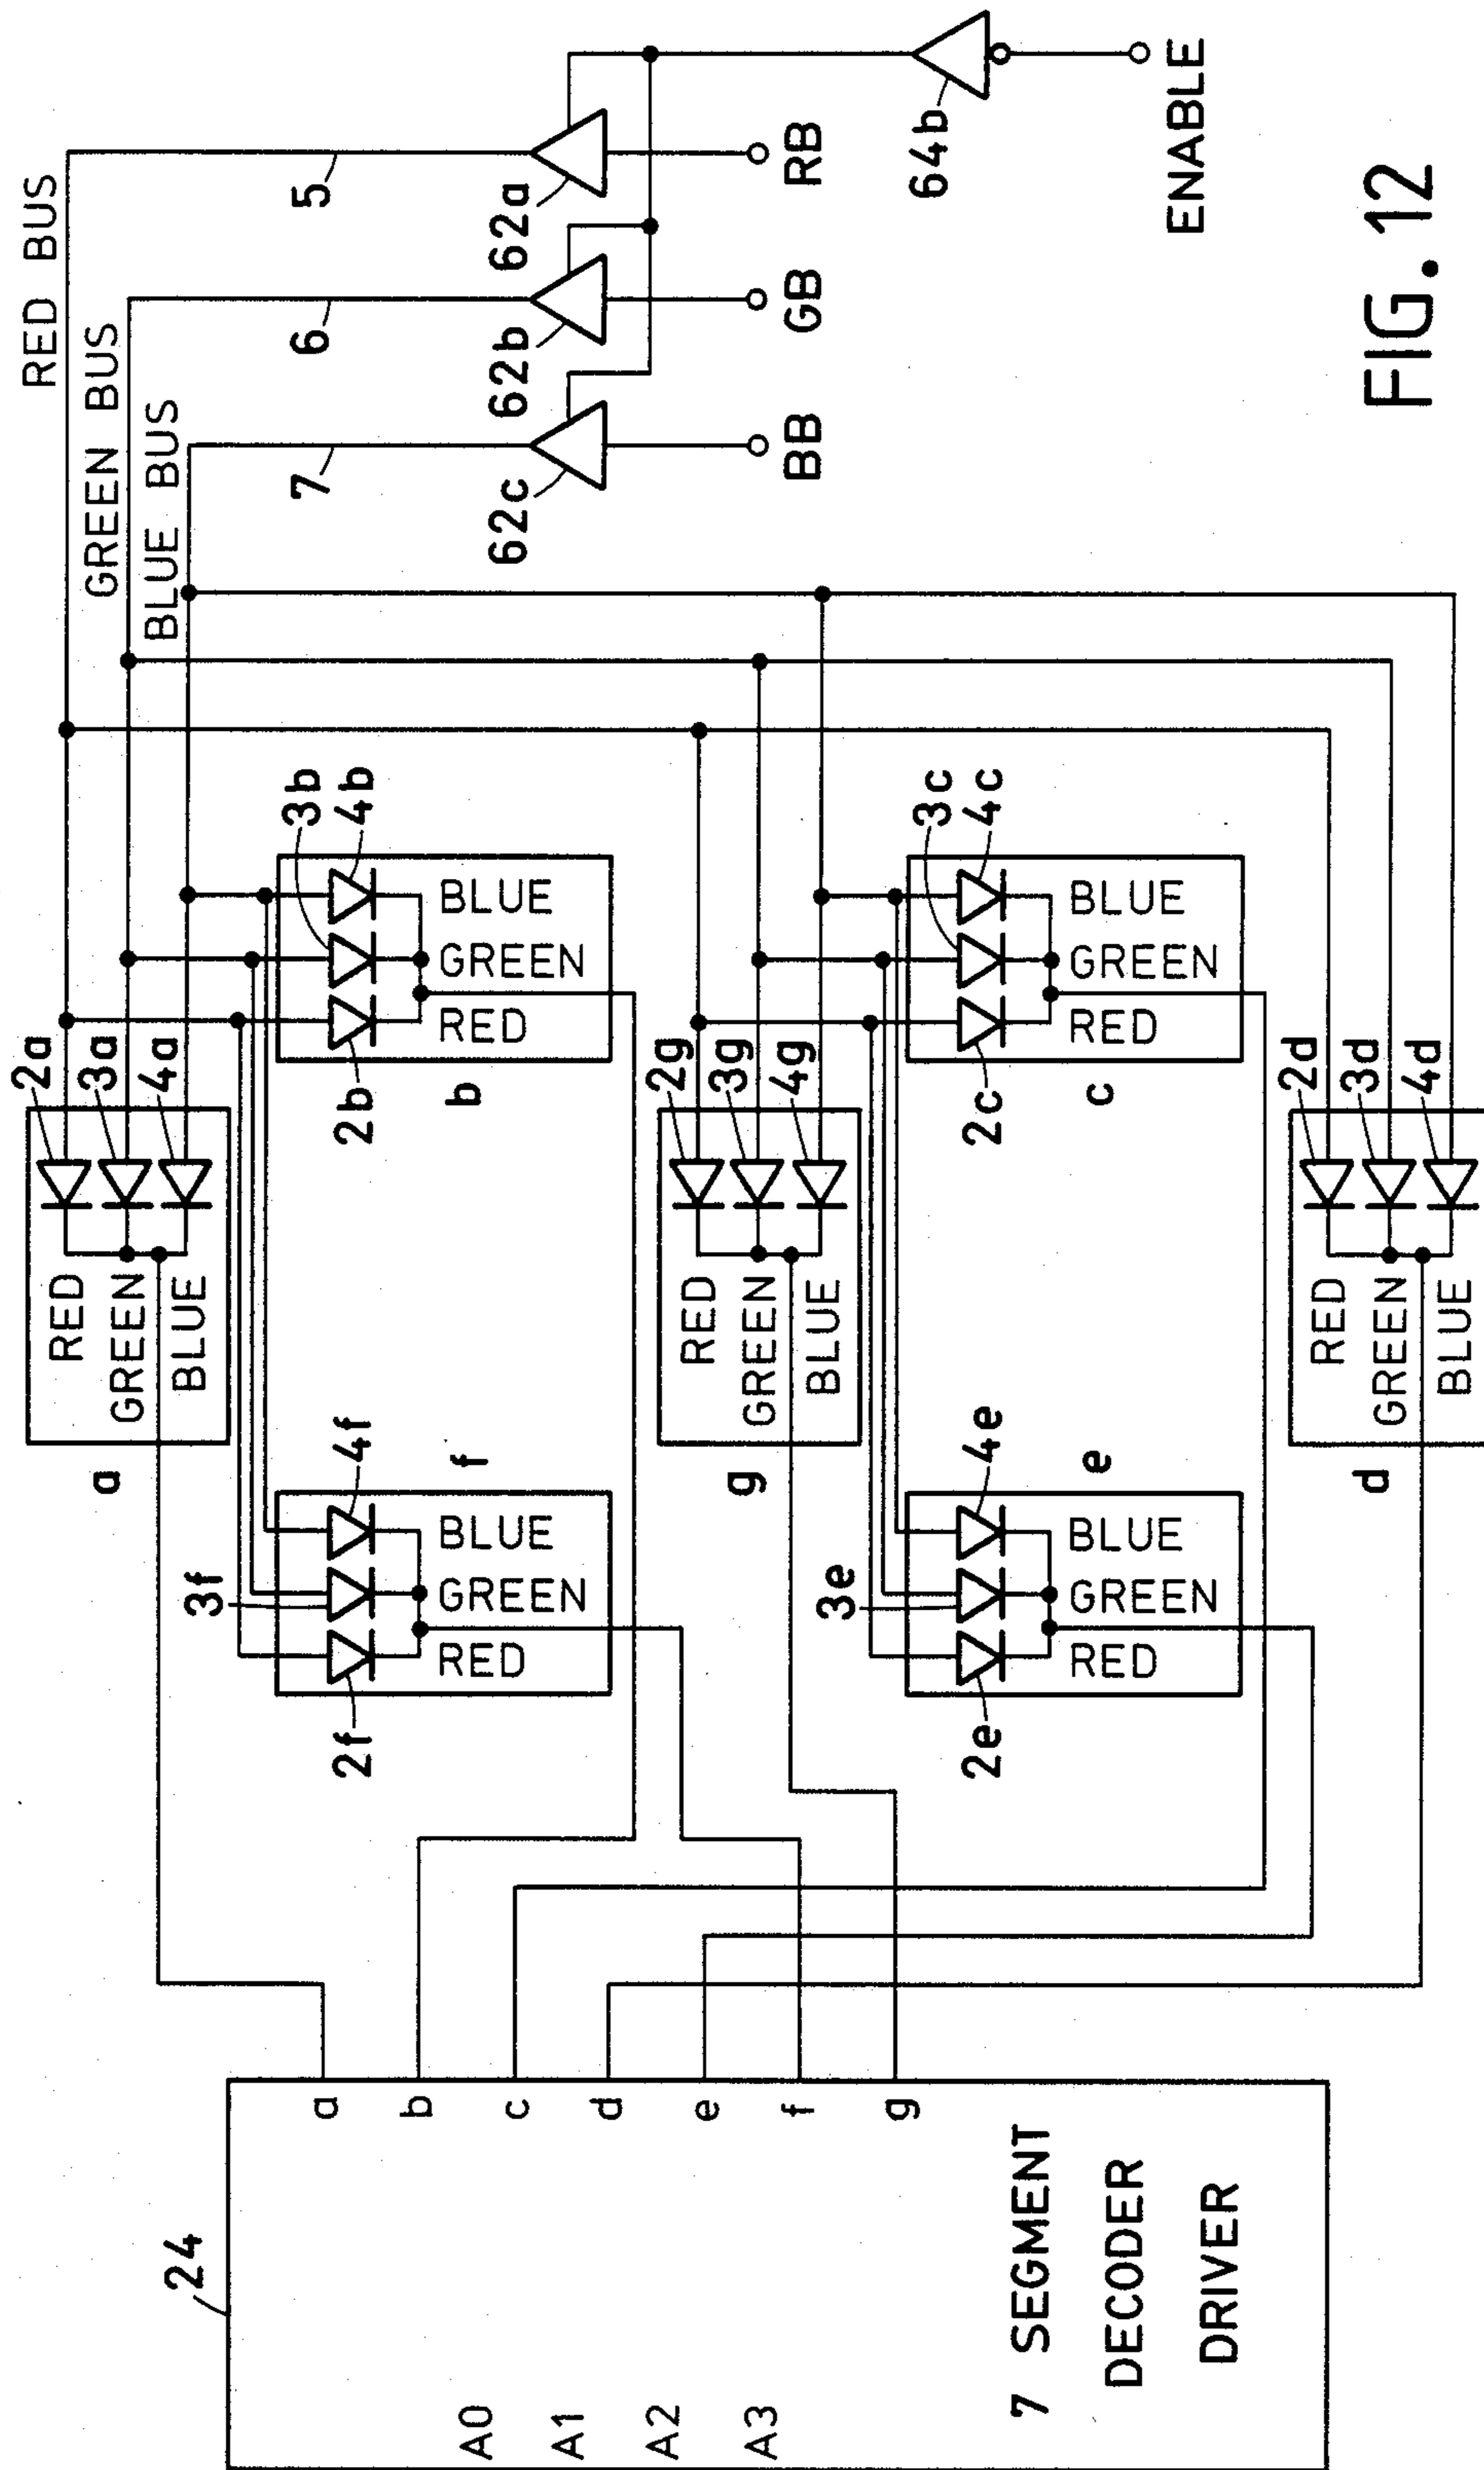 RED BUS
GREEN BUS
BLUE BUS
5
6
7
62a
62b
62c
RB
GB
BB
64b
ENABLE
2a
3a
4a
RED
GREEN
BLUE
a
3b
4b
BLUE
GREEN
RED
2b
b
3f
4f
f
BLUE
GREEN
RED
2f
2g
3g
4g
RED
GREEN
BLUE
g
3c
4c
BLUE
GREEN
RED
2c
c
3e
4e
e
BLUE
GREEN
RED
2e
2d
3d
4d
RED
GREEN
BLUE
d
24
a
b
c
d
e
f
g
A0
A1
A2
A3
7 SEGMENT
DECODER
DRIVER
FIG. 12